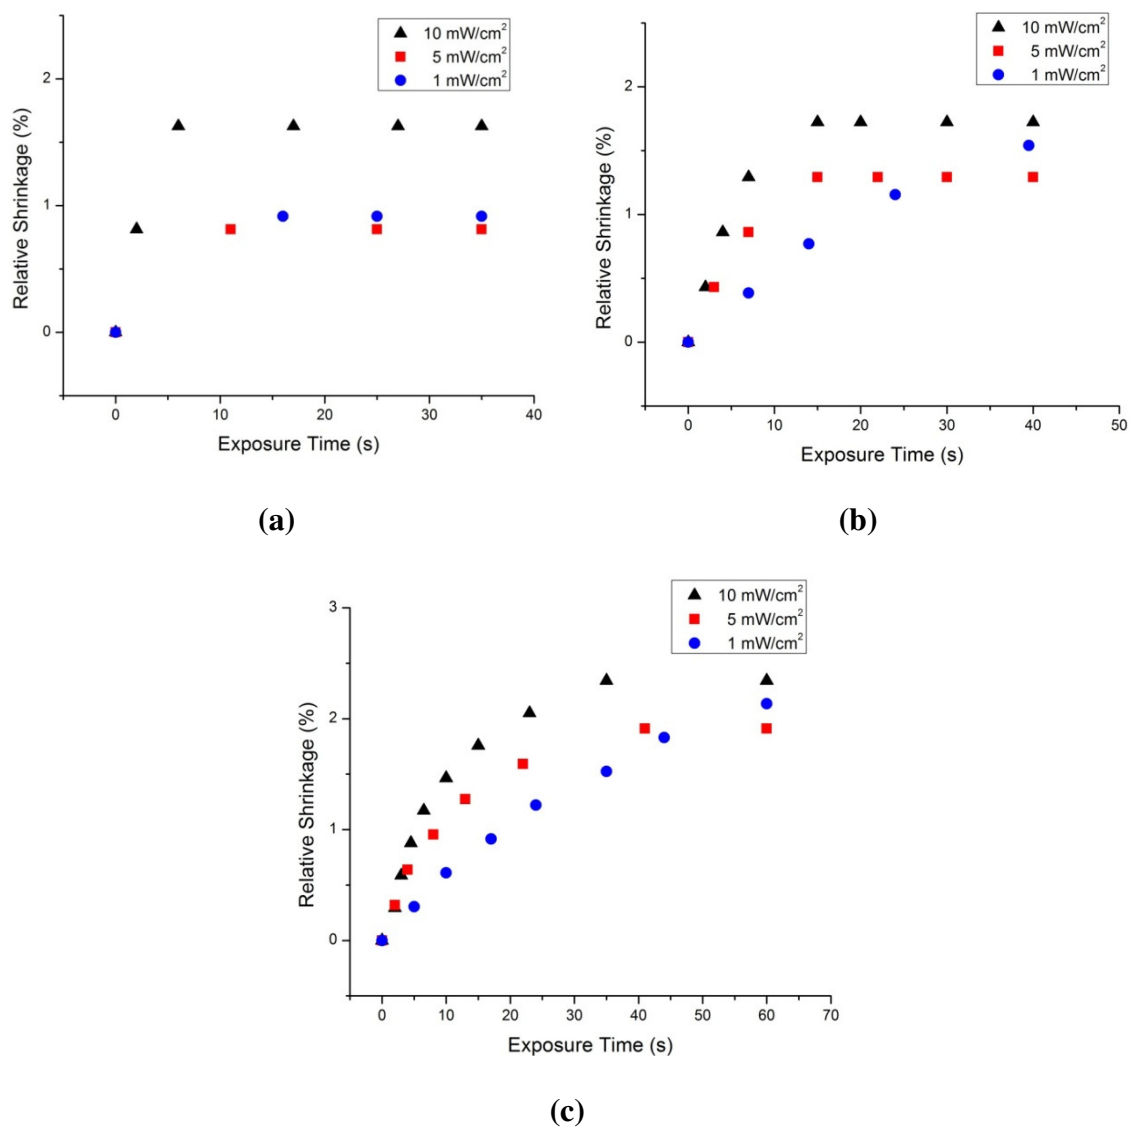 10 mW/cm²
5 mW/cm²
1 mW/cm²
Relative Shrinkage (%)
2
1
0
0 10 20 30 40
Exposure Time (s)
(a)
10 mW/cm²
5 mW/cm²
1 mW/cm²
Relative Shrinkage (%)
2
1
0
0 10 20 30 40 50
Exposure Time (s)
(b)
10 mW/cm²
5 mW/cm²
1 mW/cm²
Relative Shrinkage (%)
3
2
1
0
0 10 20 30 40 50 60 70
Exposure Time (s)
(c)